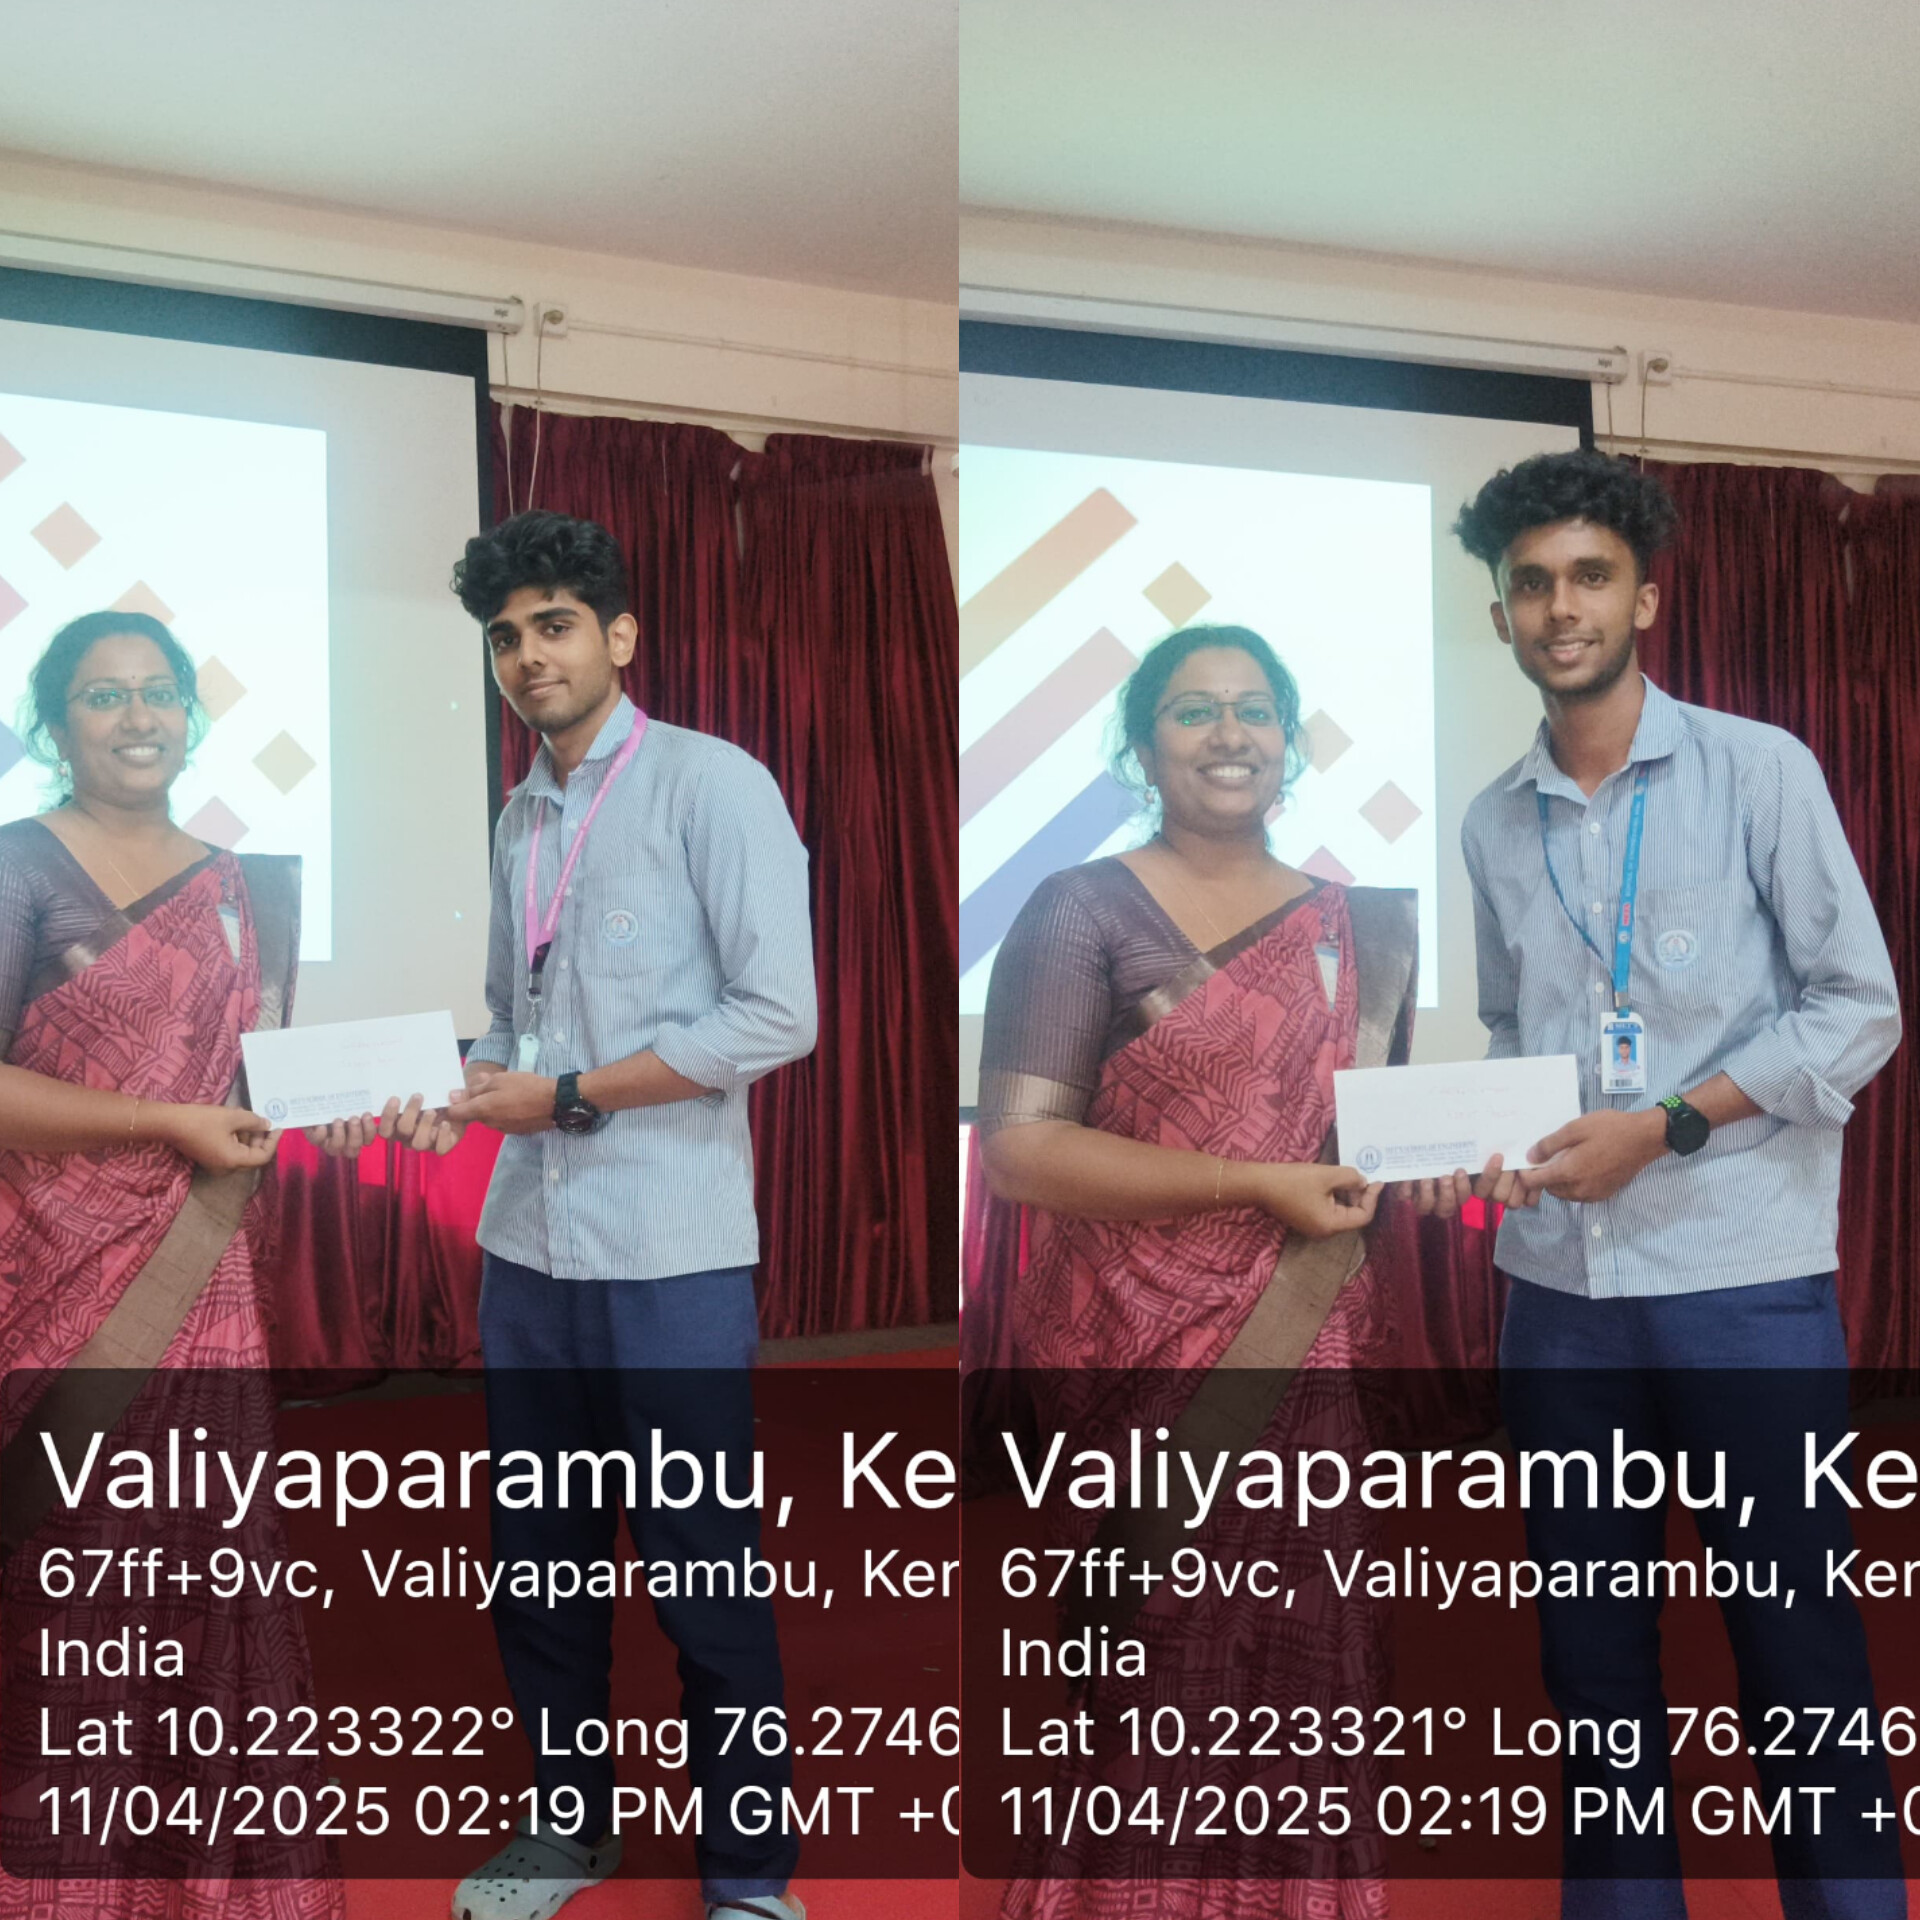 Valiyaparambu, Ke
67ff+9vc, Valiyaparambu, Ker
India
Lat 10.223322° Long 76.2746
11/04/2025 02:19 PM GMT +0
Valiyaparambu, Ke
67ff+9vc, Valiyaparambu, Ker
India
Lat 10.223321° Long 76.2746
11/04/2025 02:19 PM GMT +0